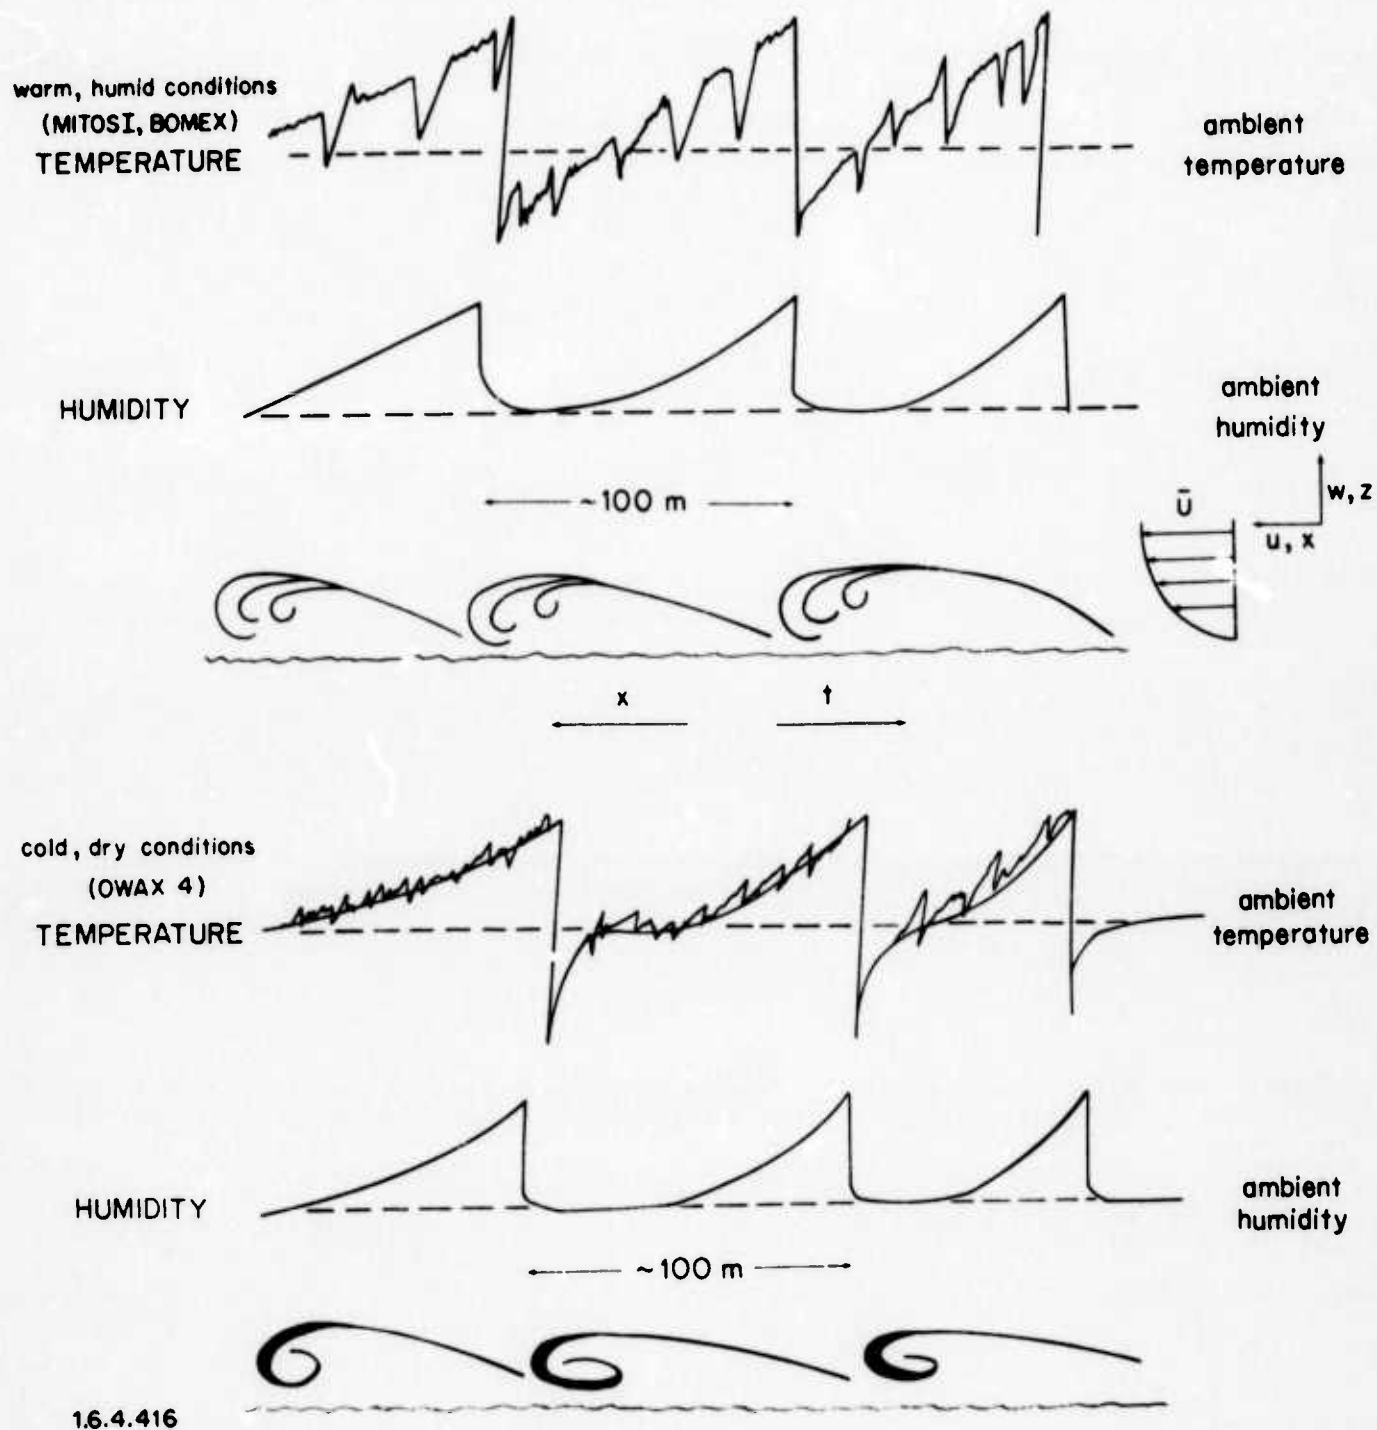 warm, humid conditions
(MITOSI, BOMEX)
TEMPERATURE
ambient
temperature
HUMIDITY
ambient
humidity
~100 m
Ū
w, z
u, x
x
t
cold, dry conditions
(OWAX 4)
TEMPERATURE
ambient
temperature
HUMIDITY
ambient
humidity
~100 m
1.6.4.416